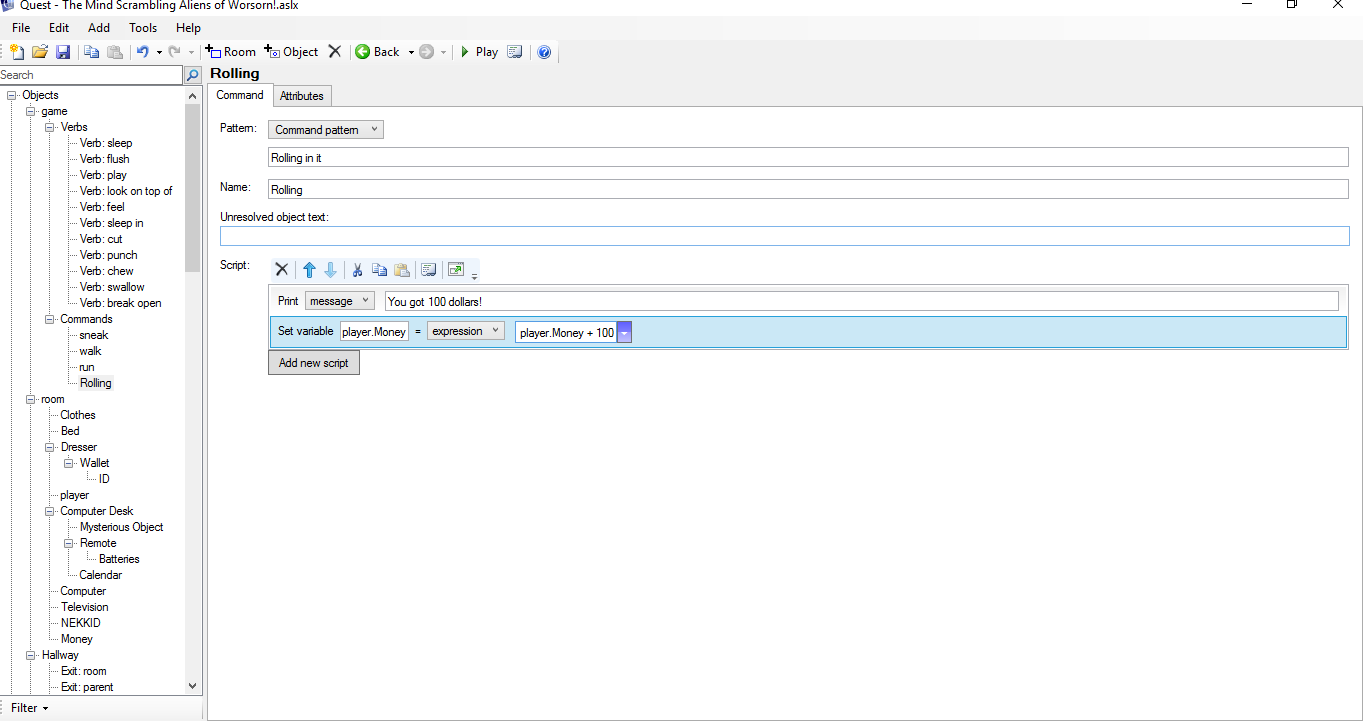 Quest - The Mind Scrambling Aliens of Worsorn!.aslx
File Edit Add Tools Help
Room Object Back Play
Search
Objects
game
Verbs
Verb: sleep
Verb: flush
Verb: play
Verb: look on top of
Verb: feel
Verb: sleep in
Verb: cut
Verb: punch
Verb: chew
Verb: swallow
Verb: break open
Commands
sneak
walk
run
Rolling
room
Clothes
Bed
Dresser
Wallet
ID
player
Computer Desk
Mysterious Object
Remote
Batteries
Calendar
Computer
Television
NEKKID
Money
Hallway
Exit: room
Exit: parent
Filter
Rolling
Command Attributes
Pattern: Command pattern
Rolling in it
Name: Rolling
Unresolved object text:
Script:
Print message You got 100 dollars!
Set variable player.Money = expression player.Money + 100
Add new script